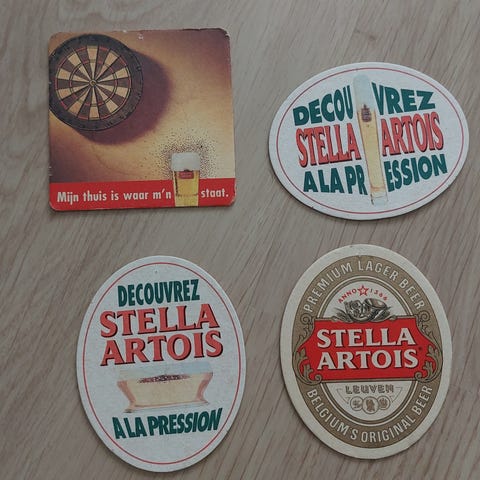 Mijn thuis is waar m'n staat.
DECOUVREZ
STELLA ARTOIS
A LA PRESSION
DECOUVREZ
STELLA
ARTOIS
A LA PRESSION
PREMIUM LAGER BEER
ANNO 1366
STELLA
ARTOIS
LEUVEN
BELGIUM'S ORIGINAL BEER